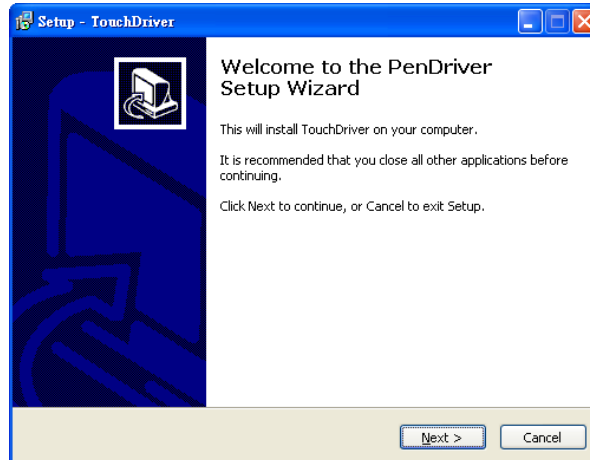 Setup - TouchDriver
Welcome to the PenDriver
Setup Wizard
This will install TouchDriver on your computer.
It is recommended that you close all other applications before
continuing.
Click Next to continue, or Cancel to exit Setup.
Next >
Cancel